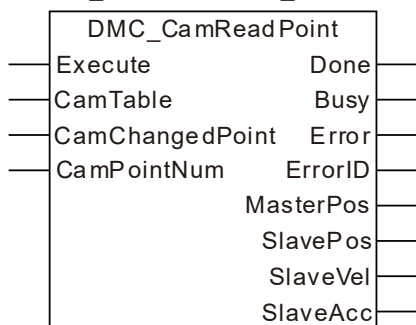 DMC_CamReadPoint
Execute Done
CamTable Busy
CamChangedPoint Error
CamPointNum ErrorID
MasterPos
SlavePos
SlaveVel
SlaveAcc